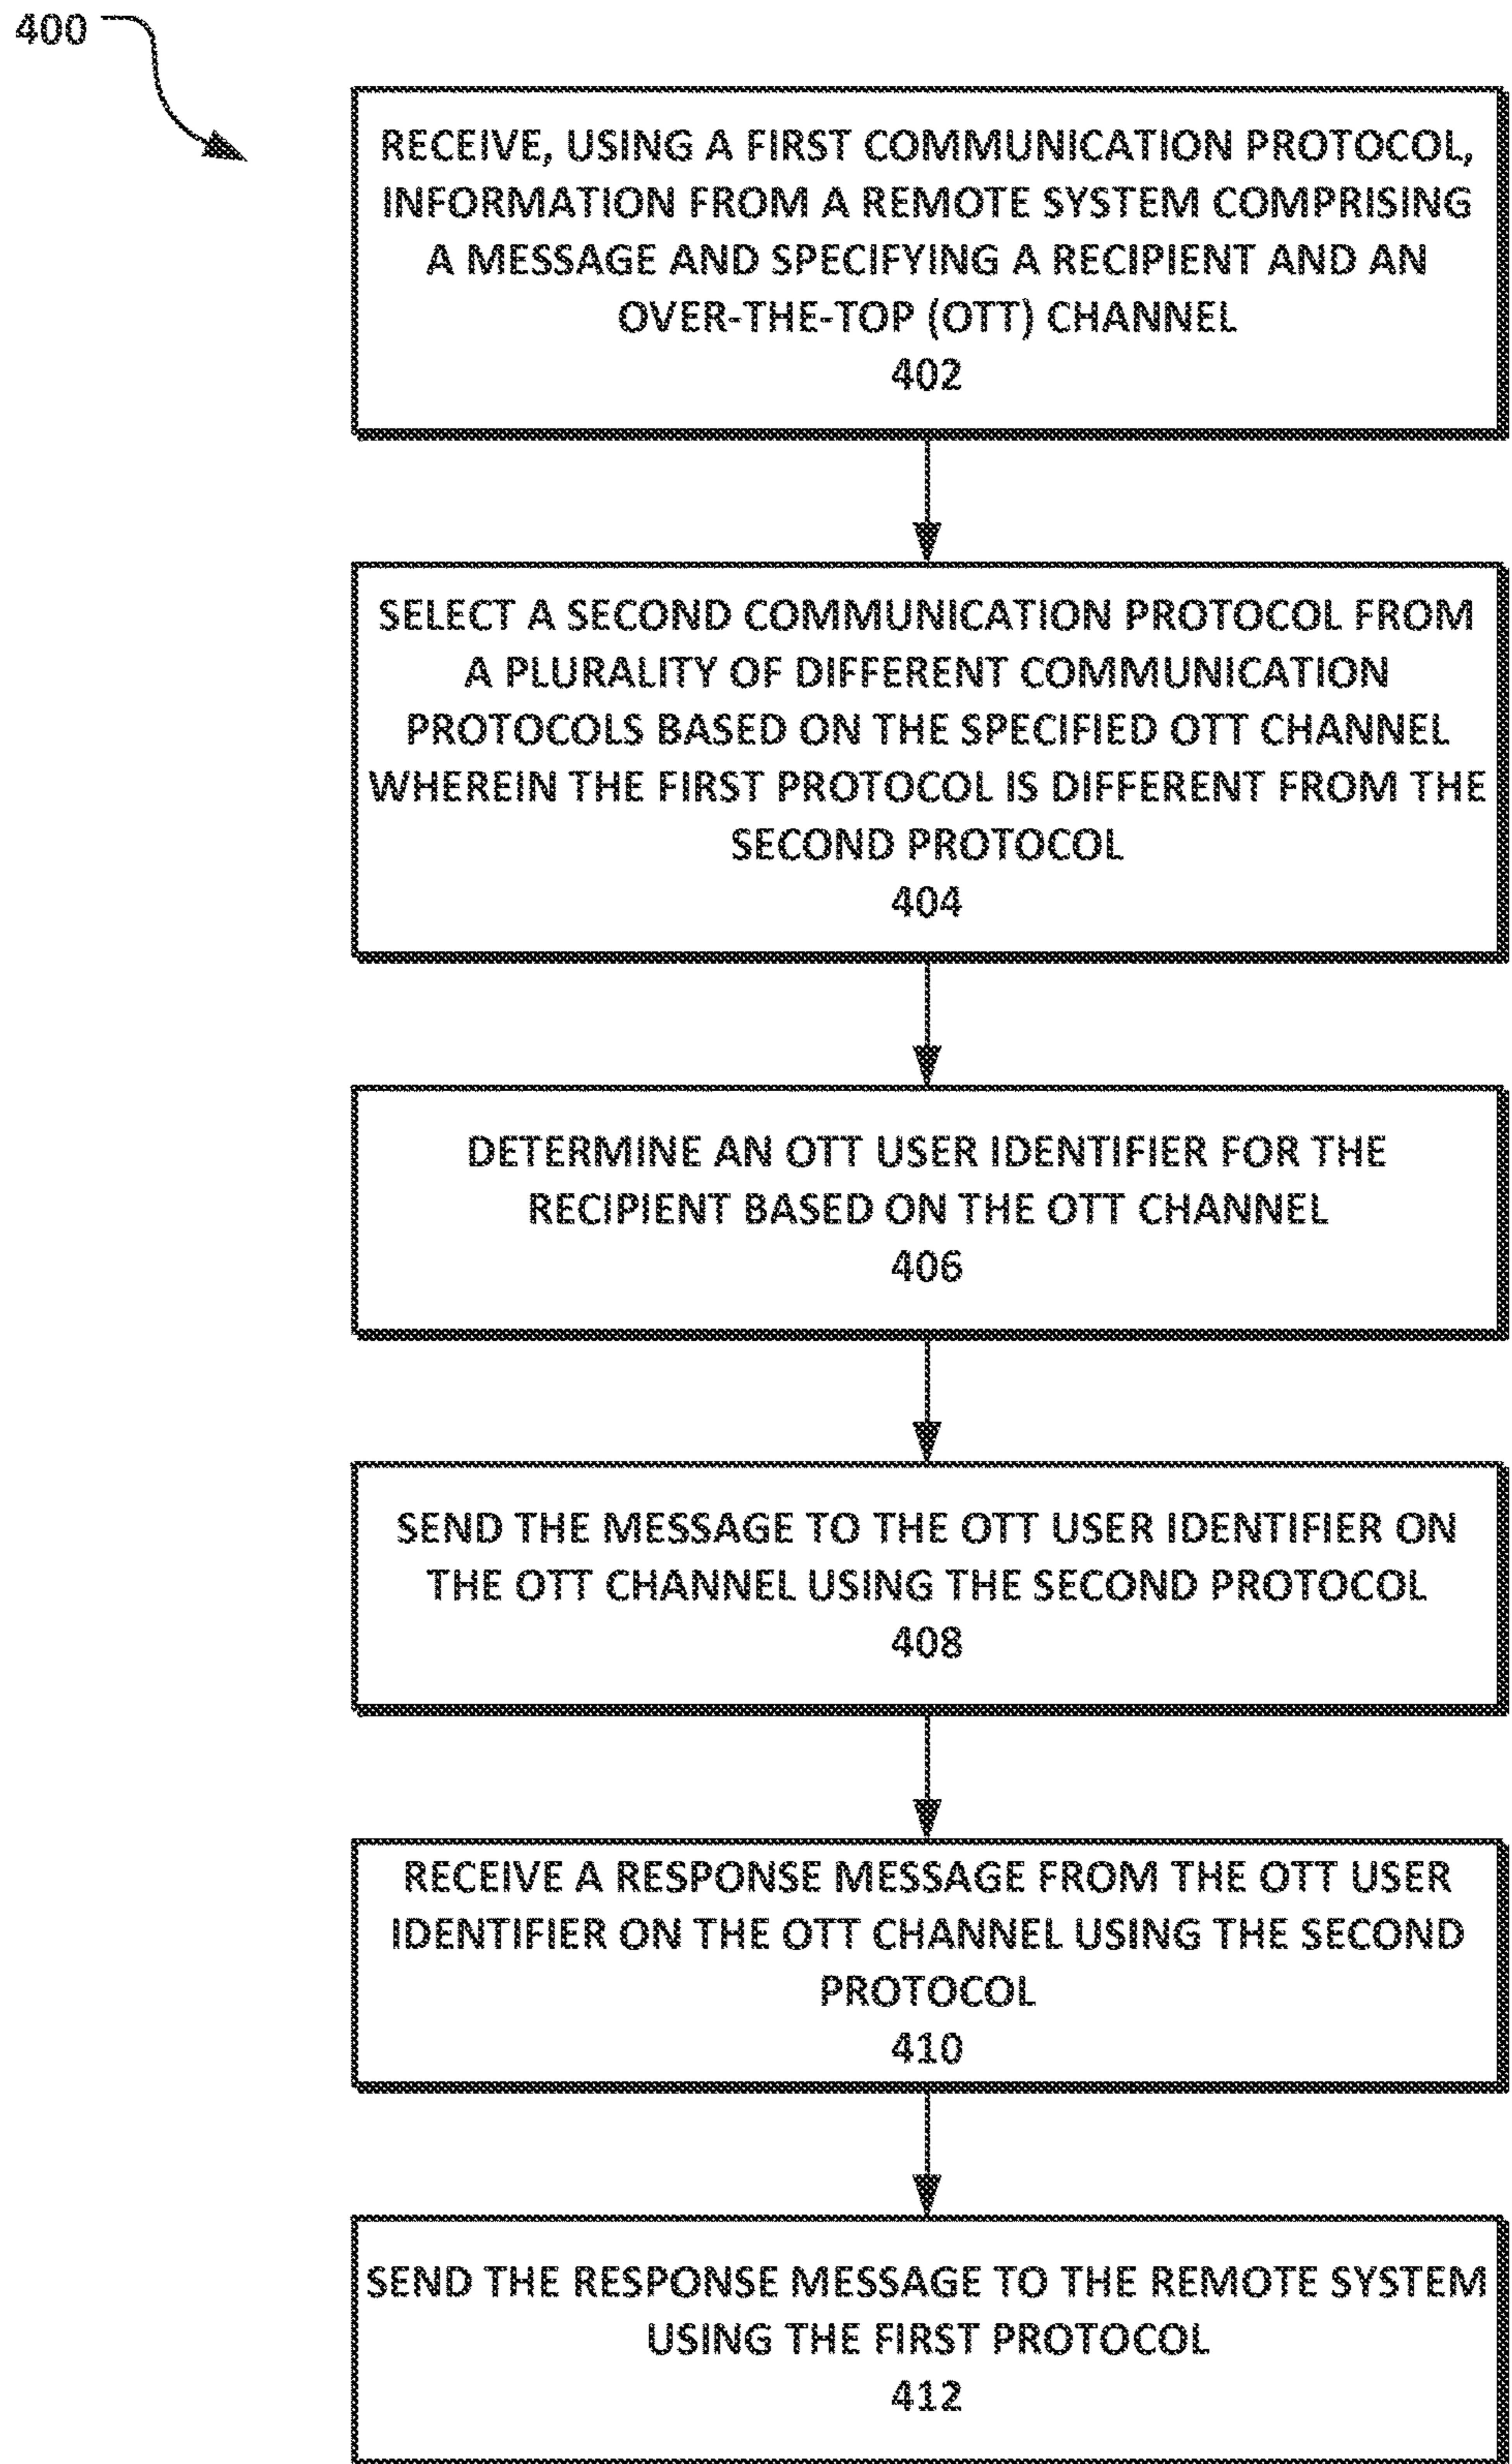 400
RECEIVE, USING A FIRST COMMUNICATION PROTOCOL,
INFORMATION FROM A REMOTE SYSTEM COMPRISING
A MESSAGE AND SPECIFYING A RECIPIENT AND AN
OVER-THE-TOP (OTT) CHANNEL
402
SELECT A SECOND COMMUNICATION PROTOCOL FROM
A PLURALITY OF DIFFERENT COMMUNICATION
PROTOCOLS BASED ON THE SPECIFIED OTT CHANNEL
WHEREIN THE FIRST PROTOCOL IS DIFFERENT FROM THE
SECOND PROTOCOL
404
DETERMINE AN OTT USER IDENTIFIER FOR THE
RECIPIENT BASED ON THE OTT CHANNEL
406
SEND THE MESSAGE TO THE OTT USER IDENTIFIER ON
THE OTT CHANNEL USING THE SECOND PROTOCOL
408
RECEIVE A RESPONSE MESSAGE FROM THE OTT USER
IDENTIFIER ON THE OTT CHANNEL USING THE SECOND
PROTOCOL
410
SEND THE RESPONSE MESSAGE TO THE REMOTE SYSTEM
USING THE FIRST PROTOCOL
412